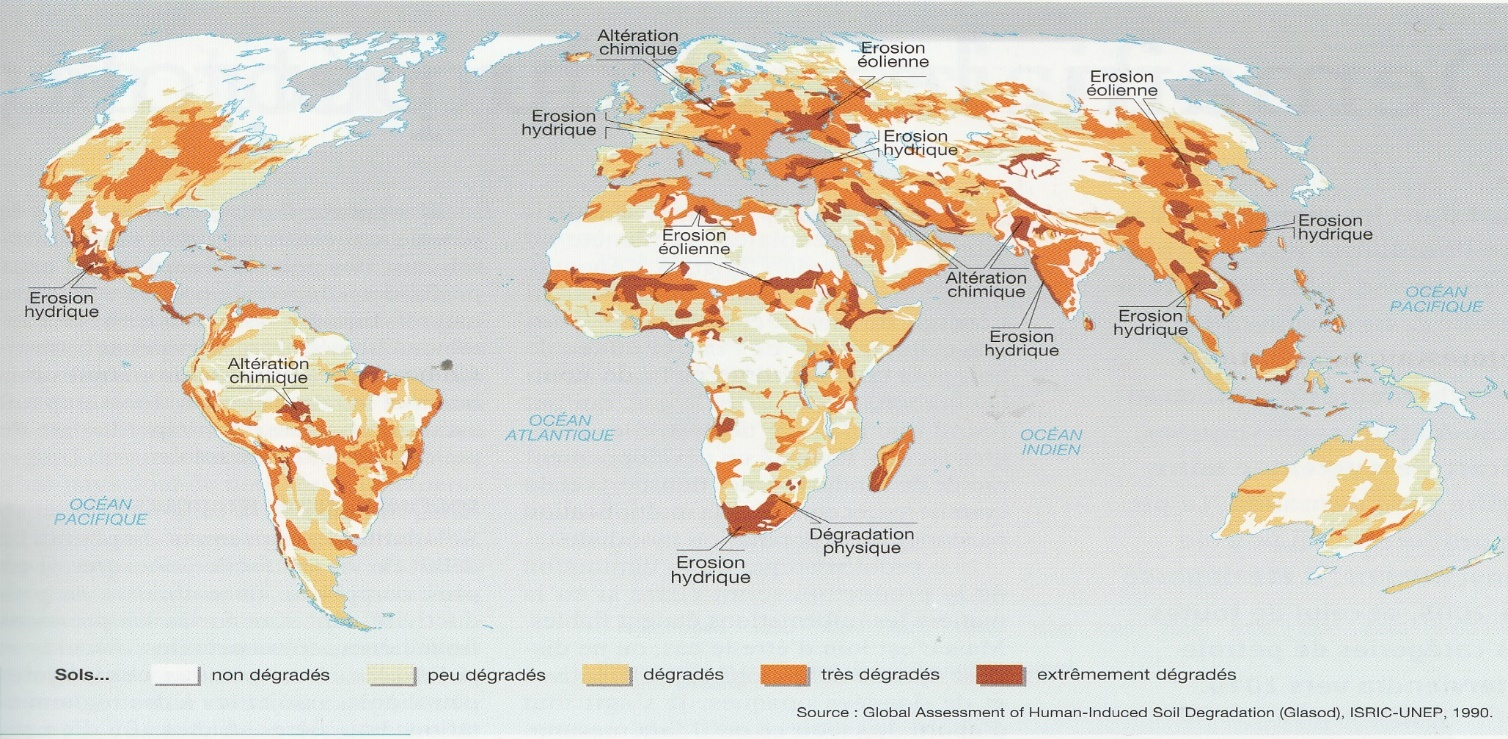 Altération
chimique
Erosion
éolienne
Erosion
éolienne
Erosion
hydrique
Erosion
hydrique
Erosion
hydrique
Erosion
éolienne
Altération
chimique
Erosion
hydrique
Erosion
hydrique
Erosion
hydrique
OCÉAN
PACIFIQUE
Altération
chimique
OCÉAN
ATLANTIQUE
OCÉAN
INDIEN
OCÉAN
PACIFIQUE
Dégradation
physique
Erosion
hydrique
Sols... non dégradés peu dégradés dégradés très dégradés extrêmement dégradés
Source : Global Assessment of Human-Induced Soil Degradation (Glasod), ISRIC-UNEP, 1990.